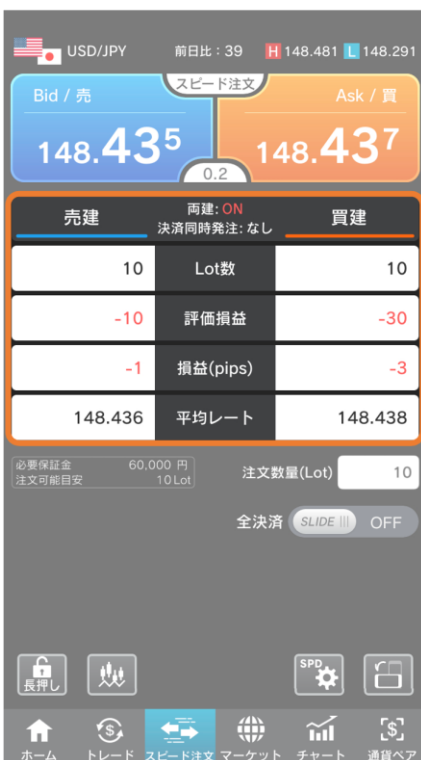 USD/JPY 前日比：39 H 148.481 L 148.291
Bid / 売 スピード注文 Ask / 買
148.435 148.437
0.2
売建 両建: ON 買建
決済同時発注: なし
10 Lot数 10
-10 評価損益 -30
-1 損益(pips) -3
148.436 平均レート 148.438
必要保証金 60,000 円
注文可能目安 10 Lot
注文数量(Lot) 10
全決済 SLIDE OFF
長押し SPD
ホーム トレード スピード注文 マーケット チャート 通貨ペア